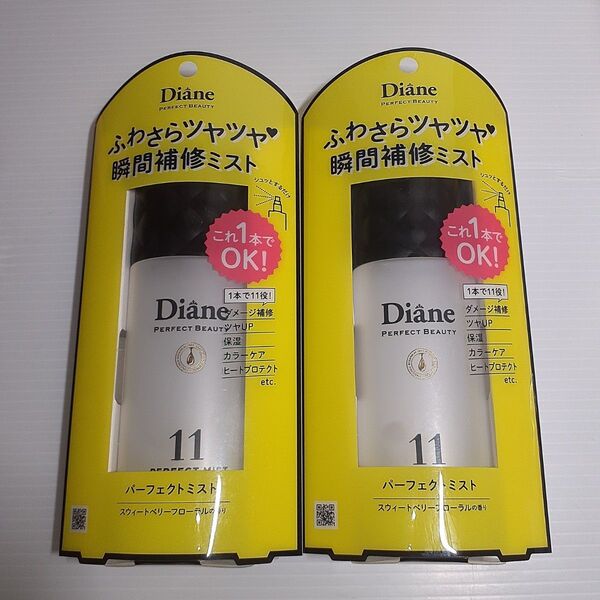 Diane
PERFECT BEAUTY
ふわさらツヤツヤ♥
瞬間補修ミスト
シュッとするだけ
これ1本で
OK!
Diane
PERFECT BEAUTY
1本で11役!
ダメージ補修
ツヤUP
保湿
カラーケア
ヒートプロテクト
etc.
11
PERFECT MIST
パーフェクトミスト
スウィートベリーフローラルの香り
Diane
PERFECT BEAUTY
ふわさらツヤツヤ♥
瞬間補修ミスト
シュッとするだけ
これ1本で
OK!
Diane
PERFECT BEAUTY
1本で11役!
ダメージ補修
ツヤUP
保湿
カラーケア
ヒートプロテクト
etc.
11
パーフェクトミスト
スウィートベリーフローラルの香り